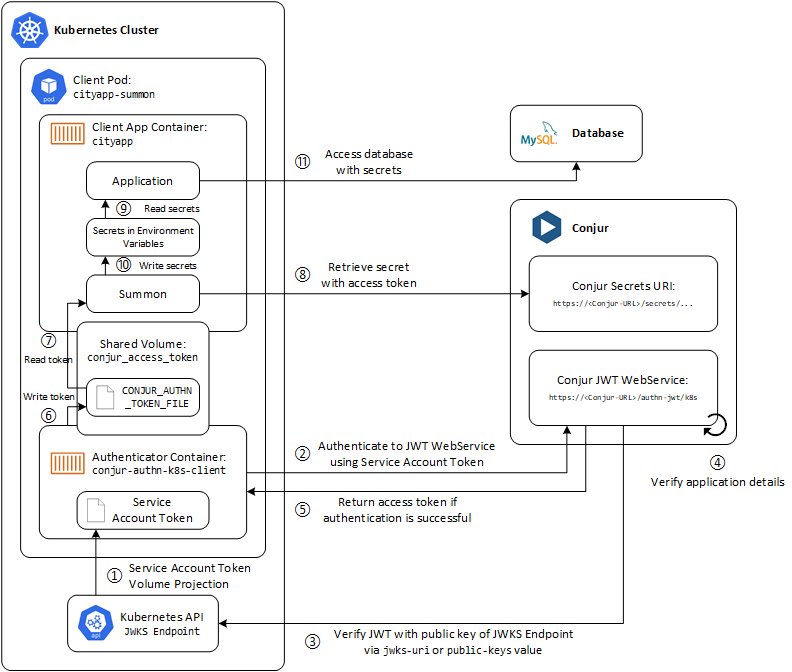 Kubernetes Cluster
Client Pod:
cityapp-summon
pod
Client App Container:
cityapp
Application
⑨ Read secrets
Secrets in Environment
Variables
⑩ Write secrets
Summon
⑦
Read token
Shared Volume:
conjur_access_token
CONJUR_AUTHN
_TOKEN_FILE
Write token
⑥
Authenticator Container:
conjur-authn-k8s-client
Service
Account Token
① Service Account Token
Volume Projection
api
Kubernetes API
JWKS Endpoint
⑪ Access database
with secrets
MySQL
Database
⑧ Retrieve secret
with access token
Conjur
Conjur Secrets URI:
https://<Conjur-URL>/secrets/...
Conjur JWT WebService:
https://<Conjur-URL>/authn-jwt/k8s
④
Verify application details
② Authenticate to JWT WebService
using Service Account Token
⑤ Return access token if
authentication is successful
③ Verify JWT with public key of JWKS Endpoint
via jwks-uri or public-keys value